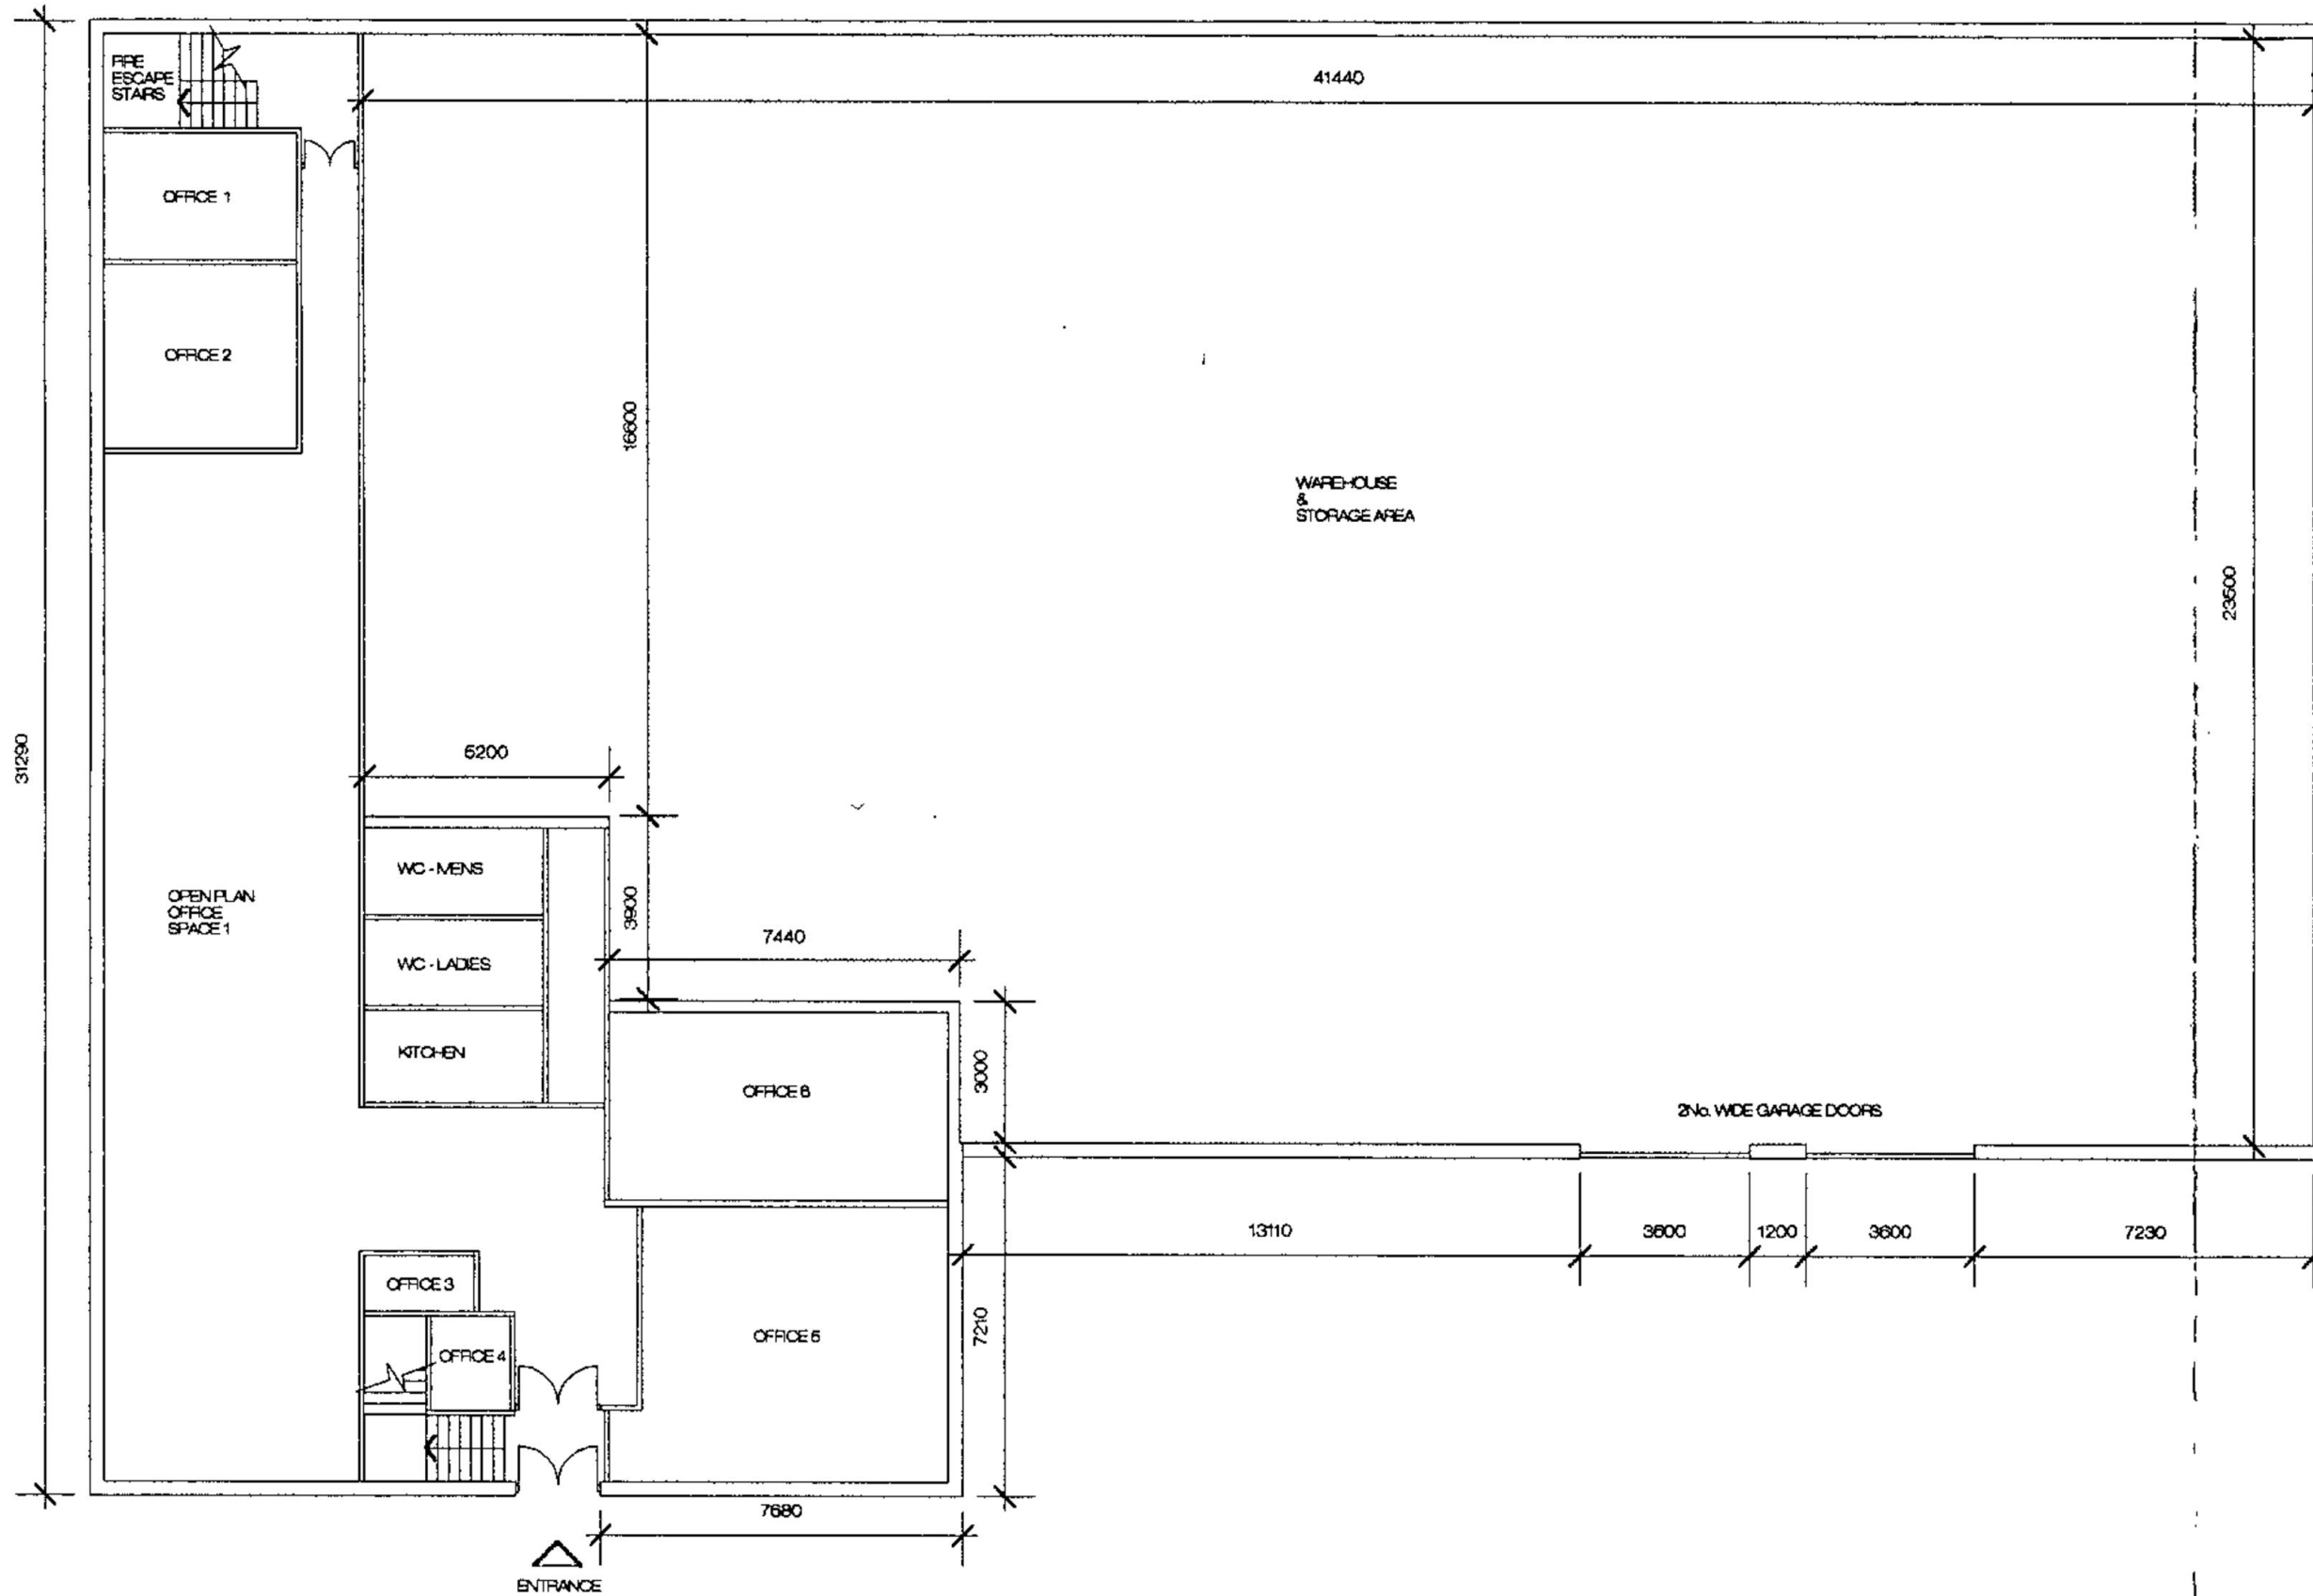 FIRE
ESCAPE
STAIRS
41440
OFFICE 1
OFFICE 2
16600
WAREHOUSE
&
STORAGE AREA
23500
31290
5200
WC - MENS
OPEN PLAN
OFFICE
SPACE 1
3900
7440
WC - LADIES
KITCHEN
3000
OFFICE 6
2No. WIDE GARAGE DOORS
13110
3600
1200
3600
7230
OFFICE 3
7210
OFFICE 5
OFFICE 4
7680
ENTRANCE